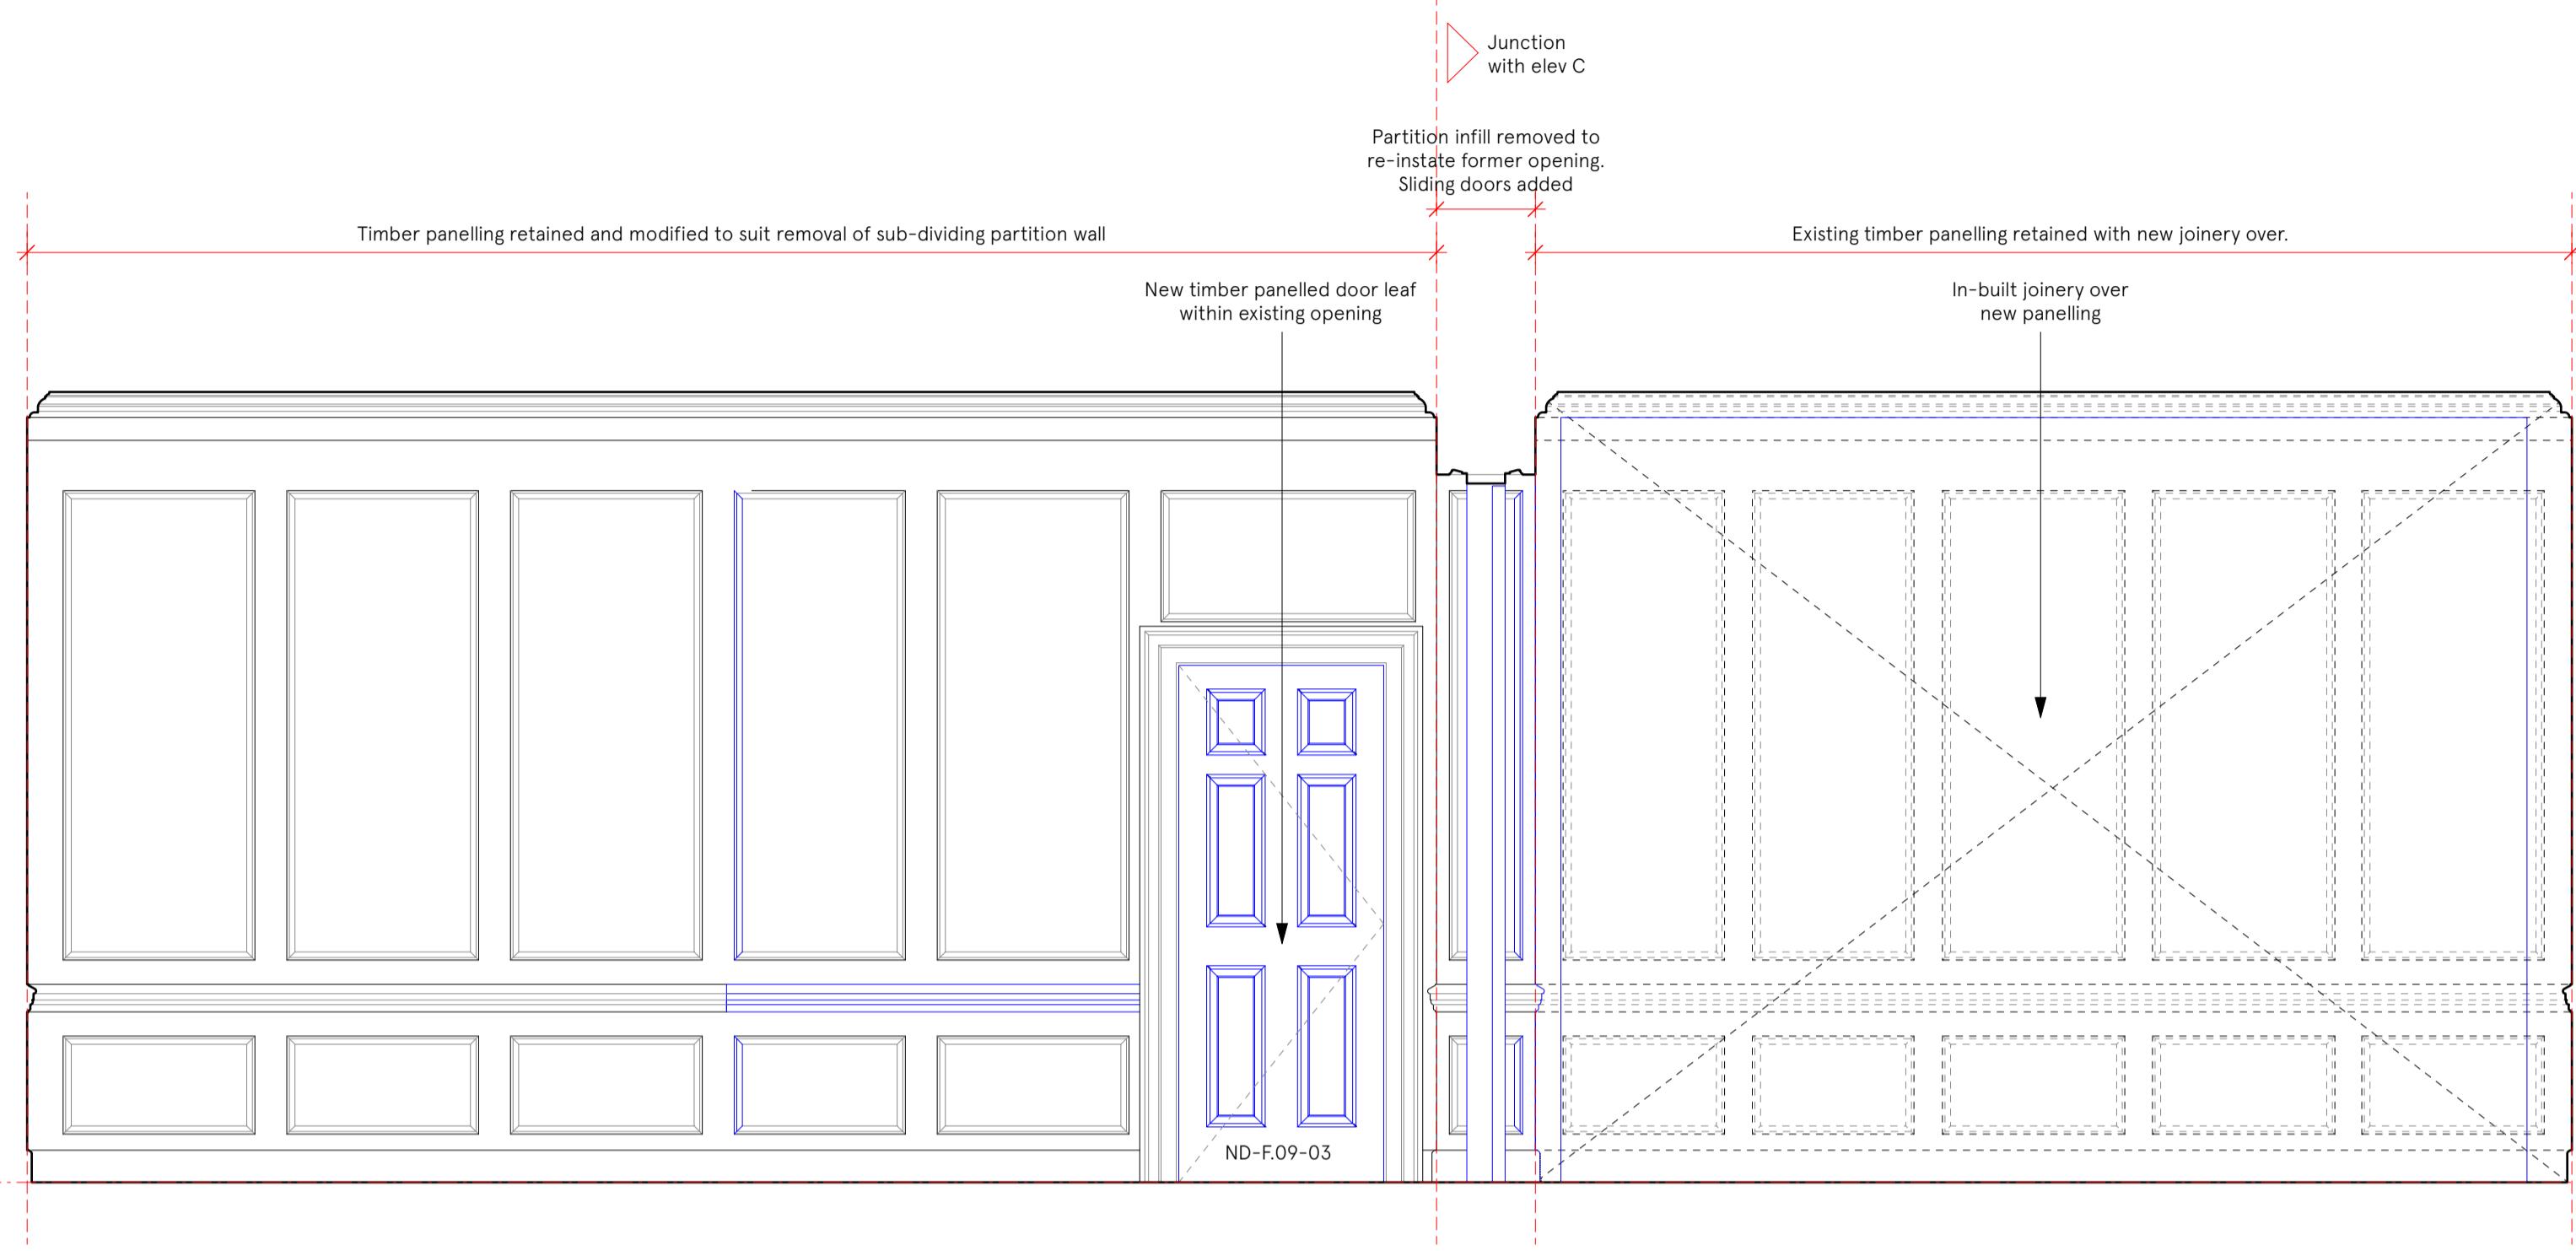 Junction
with elev C
Partition infill removed to
re-instate former opening.
Sliding doors added
Timber panelling retained and modified to suit removal of sub-dividing partition wall
Existing timber panelling retained with new joinery over.
New timber panelled door leaf
within existing opening
In-built joinery over
new panelling
ND-F.09-03